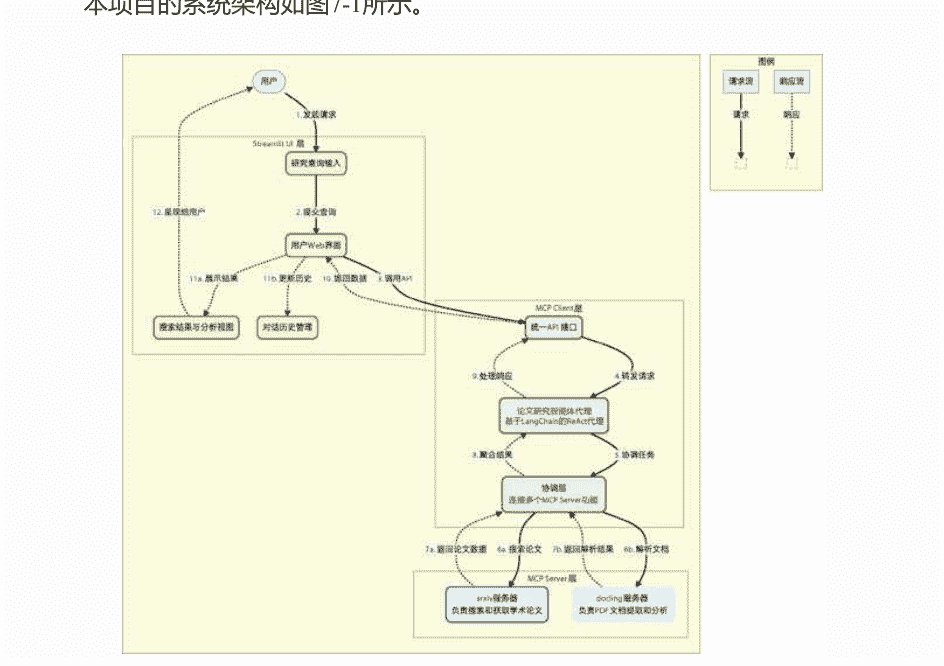 本项目的系统架构如图7-1所示。
图例
用户
请求流
响应流
1.发起请求
请求
响应
Streamlit UI 层
研究查询输入
12.呈现给用户
2.提交查询
用户Web界面
11a.展示结果
11b.更新历史
10.返回数据
3.调用API
搜索结果与分析视图
对话历史管理
MCP Client层
统一API 接口
9.处理响应
4.转发请求
论文研究智能体代理
基于LangChain的ReAct代理
8.聚合结果
5.协调任务
协调层
连接多个MCP Server功能
7a.返回论文数据
6a.搜索论文
7b.返回解析结果
6b.解析文档
MCP Server层
arxiv服务器
负责搜索和获取学术论文
docling服务器
负责PDF文档提取和分析